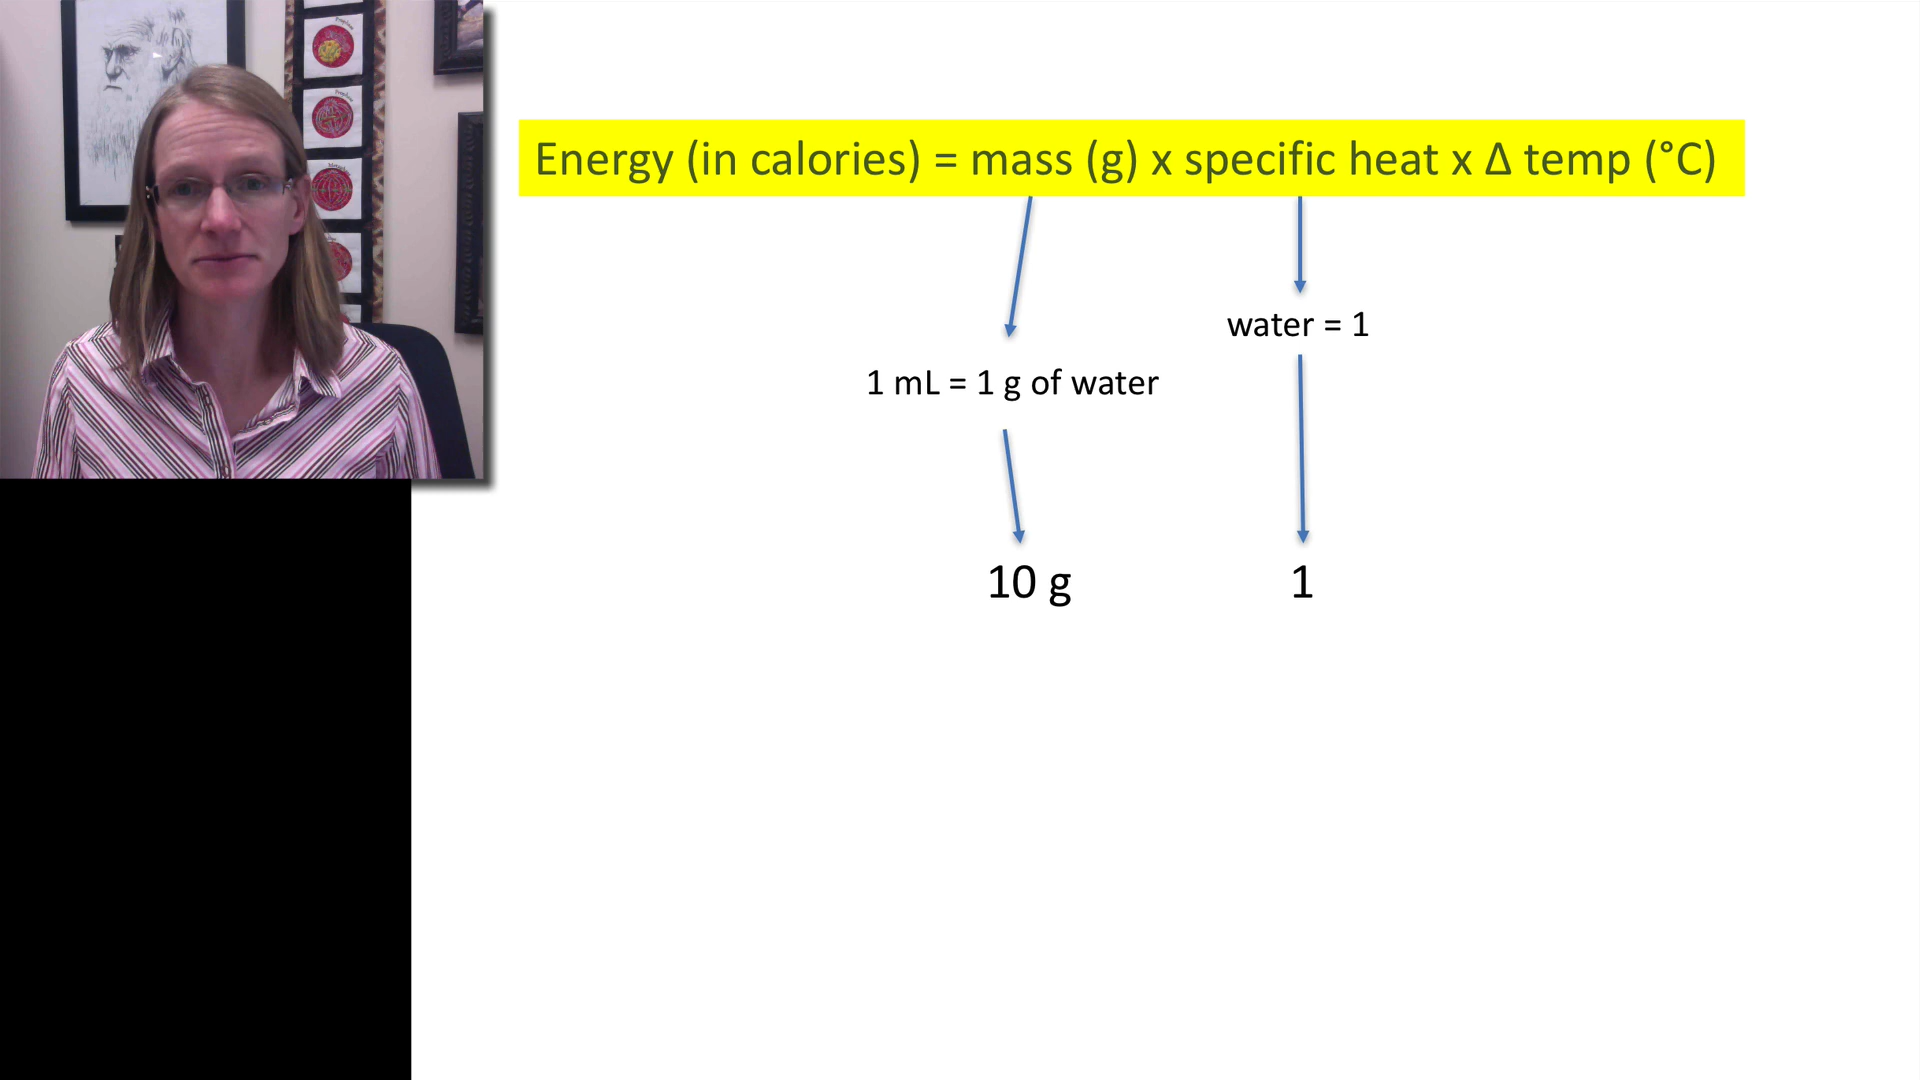 Energy (in calories) = mass (g) x specific heat x Δ temp (°C)
water = 1
1 mL = 1 g of water
10 g
1